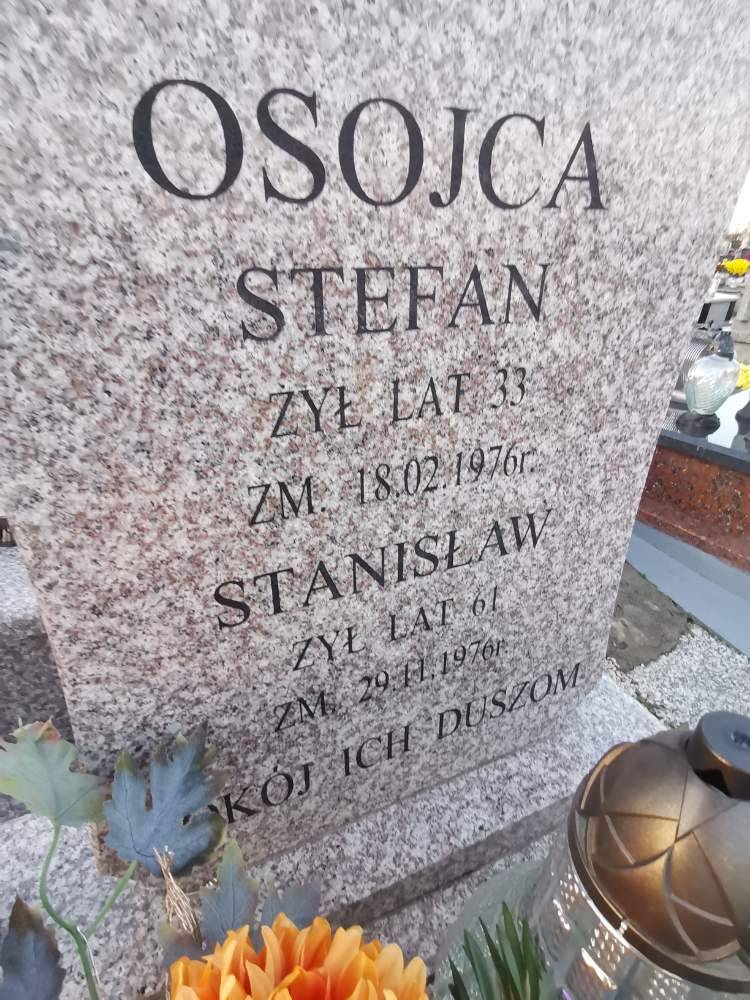 OSOJCA
STEFAN
ŻYŁ LAT 33
ZM. 18.02.1976r.
STANISŁAW
ŻYŁ LAT 61
ZM. 29.11.1976r.
POKÓJ ICH DUSZOM